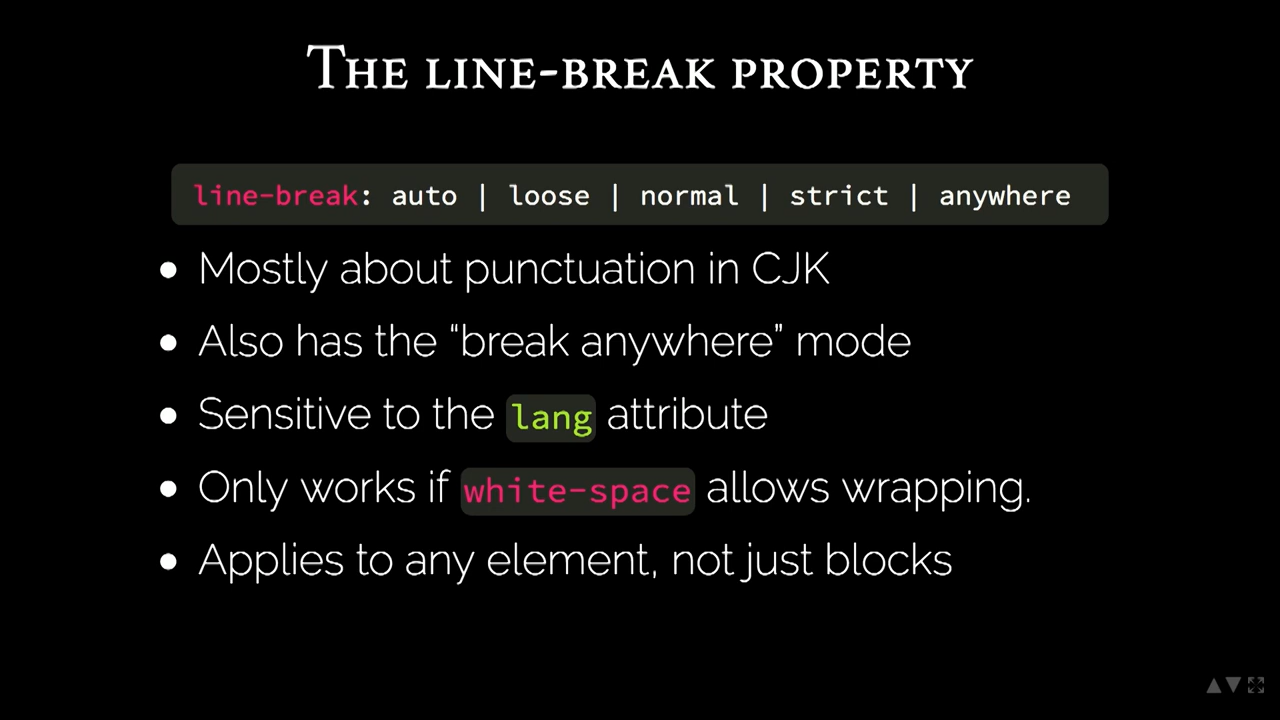 The line-break property
line-break: auto | loose | normal | strict | anywhere
• Mostly about punctuation in CJK
• Also has the “break anywhere” mode
• Sensitive to the lang attribute
• Only works if white-space allows wrapping.
• Applies to any element, not just blocks